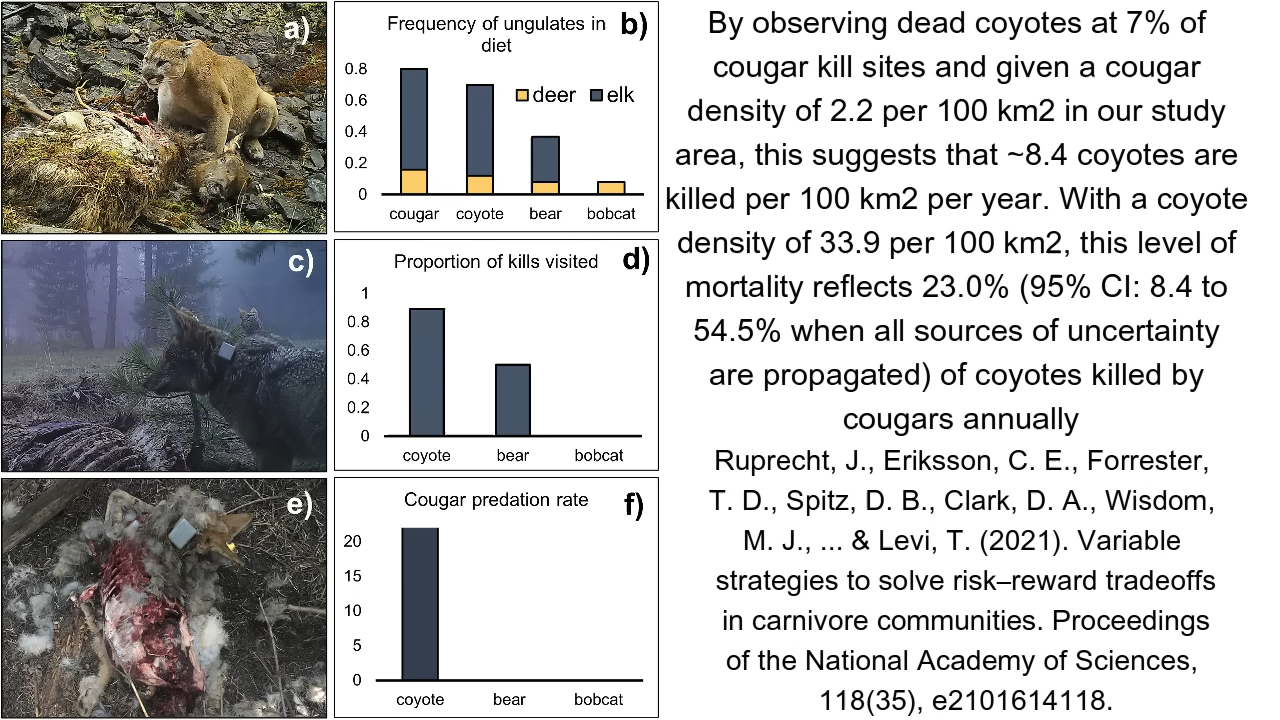 a)
Frequency of ungulates in
diet
b)
0.8
0.6
0.4
0.2
0
deer elk
cougar coyote bear bobcat
c)
Proportion of kills visited
d)
1
0.8
0.6
0.4
0.2
0
coyote bear bobcat
e)
Cougar predation rate
f)
20
15
10
5
0
coyote bear bobcat
By observing dead coyotes at 7% of
cougar kill sites and given a cougar
density of 2.2 per 100 km2 in our study
area, this suggests that ~8.4 coyotes are
killed per 100 km2 per year. With a coyote
density of 33.9 per 100 km2, this level of
mortality reflects 23.0% (95% CI: 8.4 to
54.5% when all sources of uncertainty
are propagated) of coyotes killed by
cougars annually
Ruprecht, J., Eriksson, C. E., Forrester,
T. D., Spitz, D. B., Clark, D. A., Wisdom,
M. J., ... & Levi, T. (2021). Variable
strategies to solve risk–reward tradeoffs
in carnivore communities. Proceedings
of the National Academy of Sciences,
118(35), e2101614118.